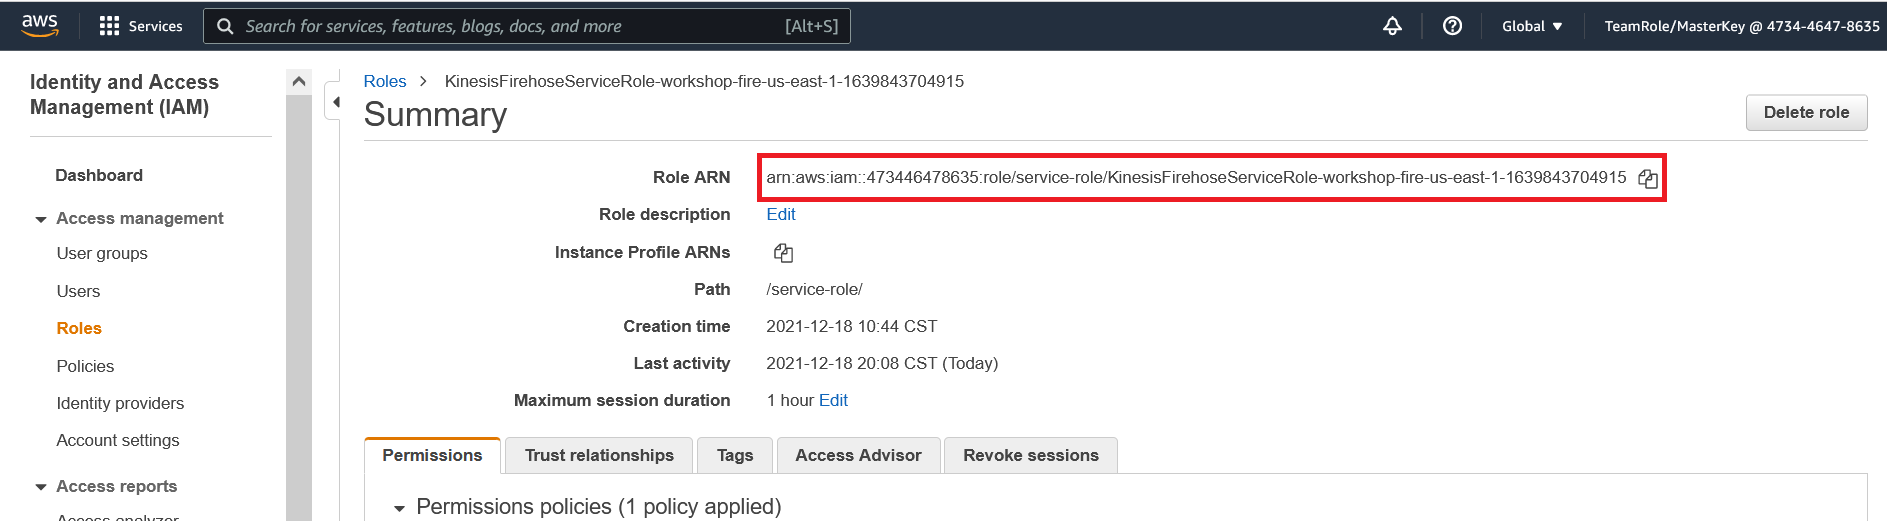 aws Services Search for services, features, blogs, docs, and more [Alt+S] Global TeamRole/MasterKey @ 4734-4647-8635
Identity and Access
Management (IAM)
Dashboard
Access management
User groups
Users
Roles
Policies
Identity providers
Account settings
Access reports
Access analyzer
Roles > KinesisFirehoseServiceRole-workshop-fire-us-east-1-1639843704915
Summary
Delete role
Role ARN arn:aws:iam::473446478635:role/service-role/KinesisFirehoseServiceRole-workshop-fire-us-east-1-1639843704915
Role description Edit
Instance Profile ARNs
Path /service-role/
Creation time 2021-12-18 10:44 CST
Last activity 2021-12-18 20:08 CST (Today)
Maximum session duration 1 hour Edit
Permissions Trust relationships Tags Access Advisor Revoke sessions
Permissions policies (1 policy applied)